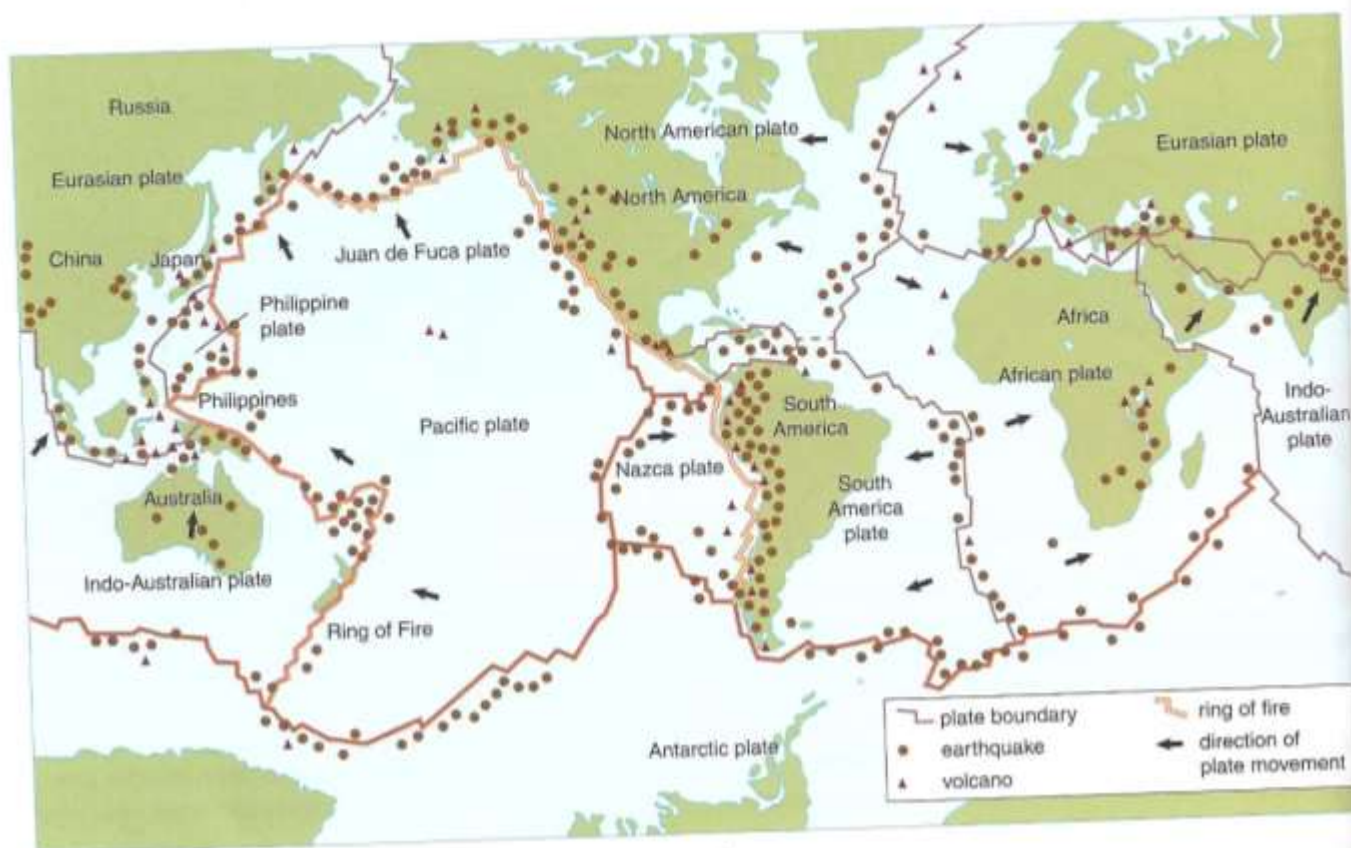 Russia
North American plate
Eurasian plate
Eurasian plate
North America
China
Japan
Juan de Fuca plate
Philippine
plate
Africa
African plate
Philippines
Pacific plate
South
America
Indo-
Australian
plate
Nazca plate
Australia
South
America
plate
Indo-Australian plate
Ring of Fire
Antarctic plate
plate boundary
ring of fire
earthquake
direction of
plate movement
volcano